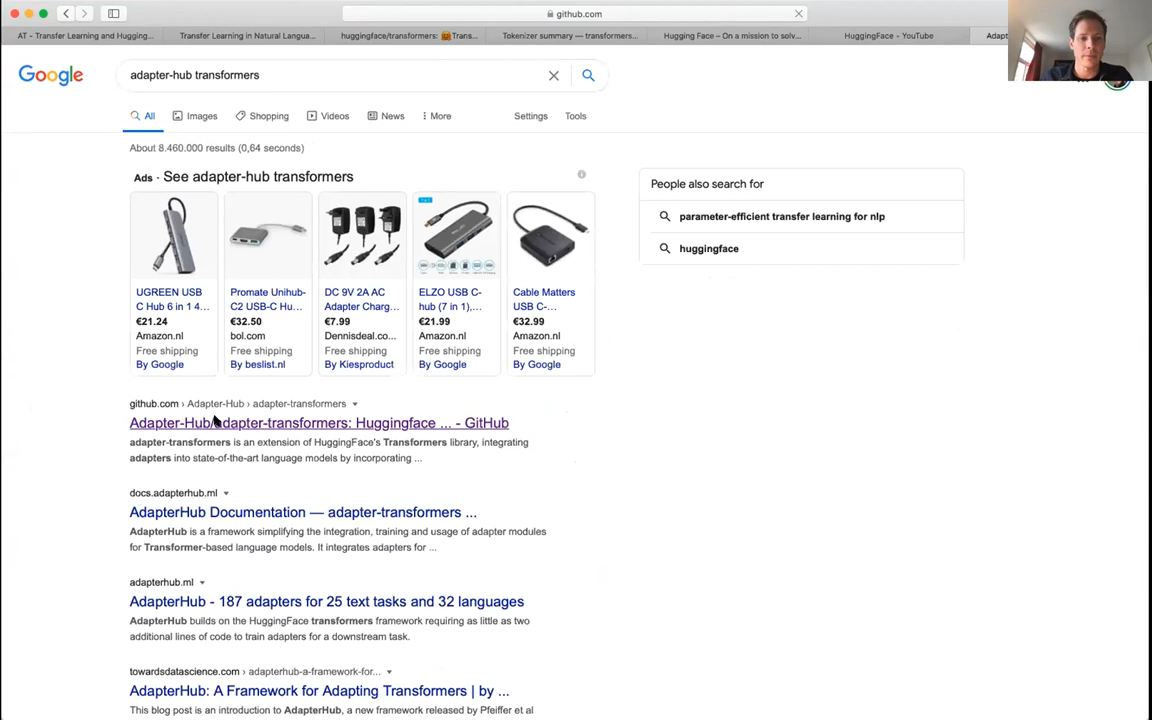 github.com
AT - Transfer Learning and Hugging...
Transfer Learning in Natural Langua...
huggingface/transformers: 🤗Trans...
Tokenizer summary — transformers...
Hugging Face – On a mission to solv...
HuggingFace - YouTube
Adapt
Google
adapter-hub transformers
All
Images
Shopping
Videos
News
More
Settings
Tools
About 8.460.000 results (0,64 seconds)
Ads · See adapter-hub transformers
UGREEN USB
C Hub 6 in 1 4...
€21.24
Amazon.nl
Free shipping
By Google
Promate Unihub-
C2 USB-C Hu...
€32.50
bol.com
Free shipping
By beslist.nl
DC 9V 2A AC
Adapter Charg...
€7.99
Dennisdeal.co...
Free shipping
By Kiesproduct
ELZO USB C-
hub (7 in 1),...
€21.99
Amazon.nl
Free shipping
By Google
Cable Matters
USB C-...
€32.99
Amazon.nl
Free shipping
By Google
People also search for
parameter-efficient transfer learning for nlp
huggingface
github.com › Adapter-Hub › adapter-transformers
Adapter-Hub/adapter-transformers: Huggingface ... - GitHub
adapter-transformers is an extension of HuggingFace's Transformers library, integrating
adapters into state-of-the-art language models by incorporating ...
docs.adapterhub.ml
AdapterHub Documentation — adapter-transformers ...
AdapterHub is a framework simplifying the integration, training and usage of adapter modules
for Transformer-based language models. It integrates adapters for ...
adapterhub.ml
AdapterHub - 187 adapters for 25 text tasks and 32 languages
AdapterHub builds on the HuggingFace transformers framework requiring as little as two
additional lines of code to train adapters for a downstream task.
towardsdatascience.com › adapterhub-a-framework-for...
AdapterHub: A Framework for Adapting Transformers | by ...
This blog post is an introduction to AdapterHub, a new framework released by Pfeiffer et al